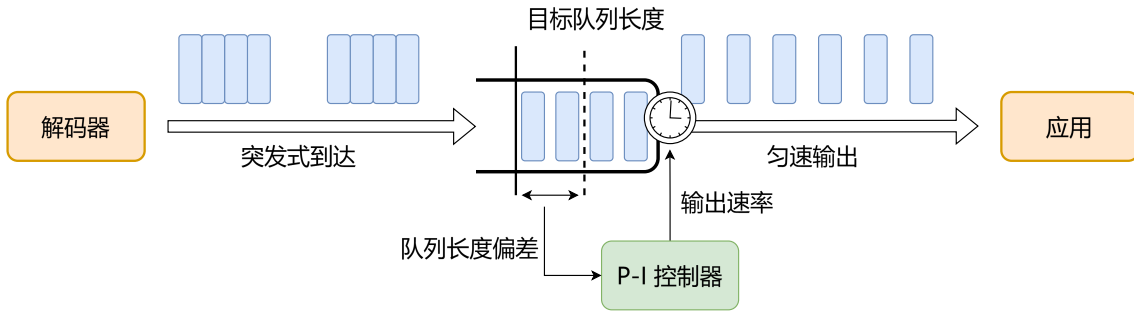 目标队列长度
解码器
突发式到达
匀速输出
应用
输出速率
队列长度偏差
P-I 控制器